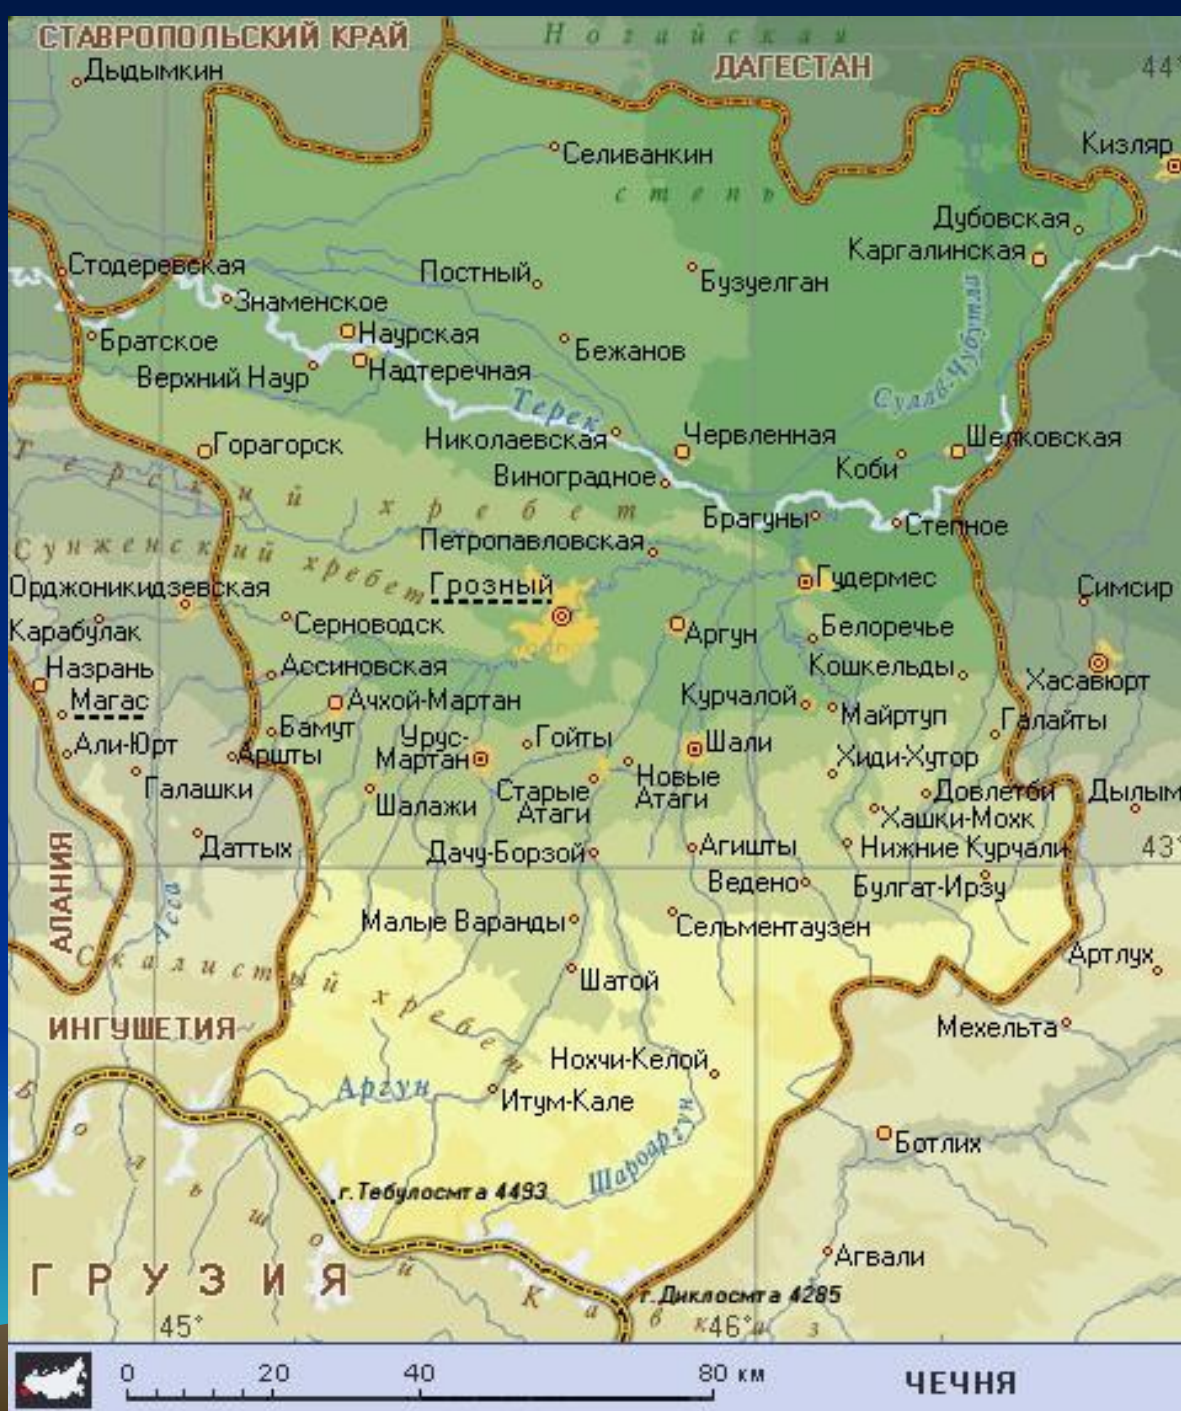 СТАВРОПОЛЬСКИЙ КРАЙ
Ногайская
степь
ДАГЕСТАН
44°
Дыдымкин
Селиванкин
Кизляр
Дубовская
Каргалинская
Стодеревская
Знаменское
Постный
Бузуелган
Братское
Наурская
Бежанов
Верхний Наур
Надтеречная
Сулла-Чубутла
Терек
Николаевская
Червленная
Шелковская
Горагорск
Коби
Виноградное
Терский хребет
Брагуны
Степное
Петропавловская
Сунженский хребет
Грозный
Гудермес
Симсир
Орджоникидзевская
Серноводск
Карабулак
Аргун
Белоречье
Назрань
Ассиновская
Кошкельды
Хасавюрт
Магас
Ачхой-Мартан
Курчалой
Майртуп
Галайты
Бамут
Урус-
Мартан
Гойты
Шали
Али-Юрт
Аршты
Хиди-Хутор
Галашки
Шалажи
Старые
Атаги
Новые
Атаги
Довлетби
Дылым
Хашки-Мохк
Даттых
Дачу-Борзой
Агишты
Нижние Курчали
43°
АЛАНИЯ
Ведено
Булгат-Ирзу
Асса
Малые Варанды
Сельментаузен
Скалистый хребет
Шатой
Артлух
ИНГУШЕТИЯ
Мехельта
Нохчи-Келой
Аргун
Итум-Кале
Шароаргун
Ботлих
г.Тебулосмта 4493
Агвали
ГРУЗИЯ
Большой Кавказ
г.Диклосмта 4285
45°
46°
0 20 40 80 км
ЧЕЧНЯ